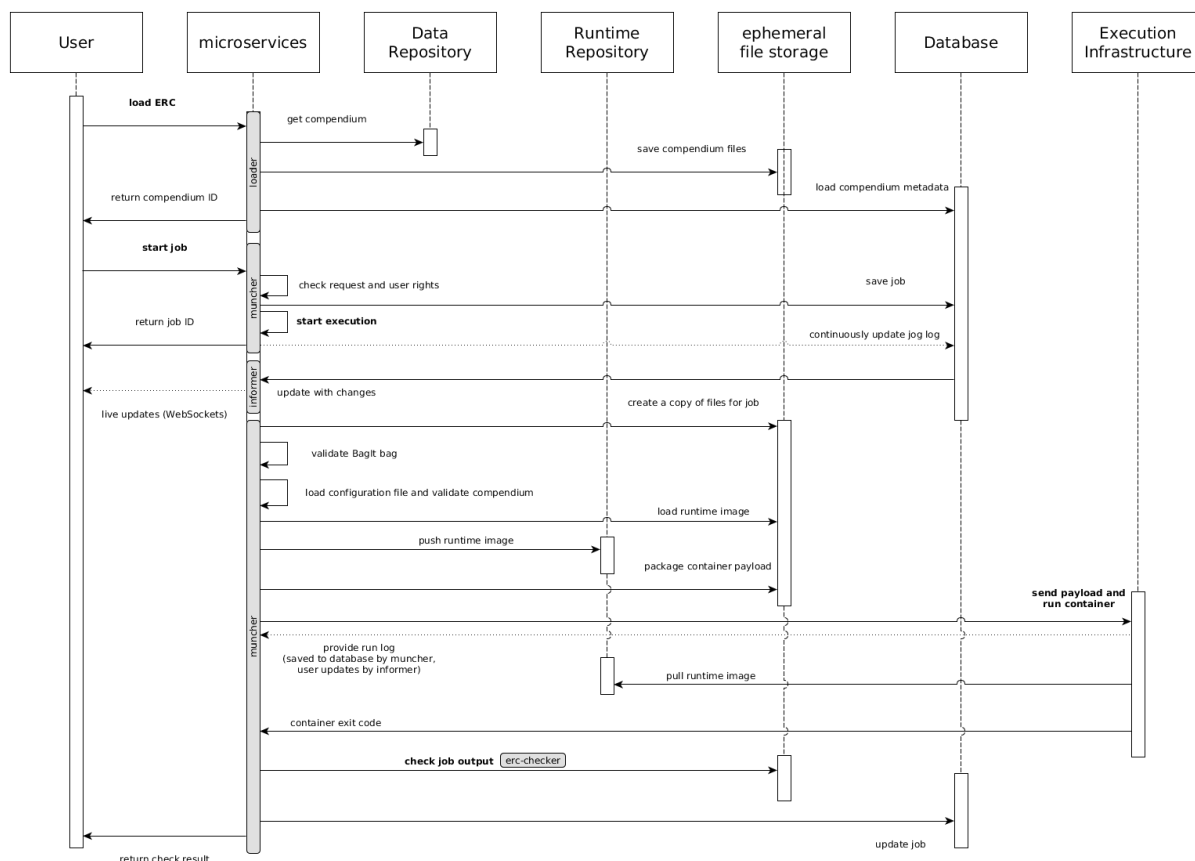 User
microservices
Data
Repository
Runtime
Repository
ephemeral
file storage
Database
Execution
Infrastructure
load ERC
get compendium
save compendium files
loader
load compendium metadata
return compendium ID
start job
check request and user rights
save job
muncher
return job ID
start execution
continuously update jog log
informer
update with changes
create a copy of files for job
live updates (WebSockets)
validate BagIt bag
load configuration file and validate compendium
load runtime image
push runtime image
package container payload
send payload and
run container
muncher
provide run log
(saved to database by muncher,
user updates by informer)
pull runtime image
container exit code
check job output
erc-checker
update job
return check result